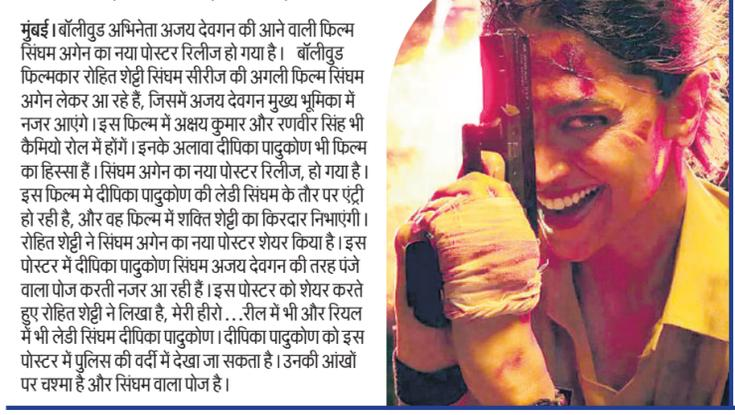 मुंबई। बॉलीवुड अभिनेता अजय देवगन की आने वाली फिल्म
सिंघम अगेन का नया पोस्टर रिलीज हो गया है। बॉलीवुड
फिल्मकार रोहित शेट्टी सिंघम सीरीज की अगली फिल्म सिंघम
अगेन लेकर आ रहे हैं, जिसमें अजय देवगन मुख्य भूमिका में
नजर आएंगे। इस फिल्म में अक्षय कुमार और रणवीर सिंह भी
कैमियो रोल में होंगें। इनके अलावा दीपिका पादुकोण भी फिल्म
का हिस्सा हैं। सिंघम अगेन का नया पोस्टर रिलीज, हो गया है।
इस फिल्म मे दीपिका पादुकोण की लेडी सिंघम के तौर पर एंट्री
हो रही है, और वह फिल्म में शक्ति शेट्टी का किरदार निभाएंगी।
रोहित शेट्टी ने सिंघम अगेन का नया पोस्टर शेयर किया है। इस
पोस्टर में दीपिका पादुकोण सिंघम अजय देवगन की तरह पंजे
वाला पोज करती नजर आ रही हैं। इस पोस्टर को शेयर करते
हुए रोहित शेट्टी ने लिखा है, मेरी हीरो...रील में भी और रियल
में भी लेडी सिंघम दीपिका पादुकोण। दीपिका पादुकोण को इस
पोस्टर में पुलिस की वर्दी में देखा जा सकता है। उनकी आंखों
पर चश्मा है और सिंघम वाला पोज है।